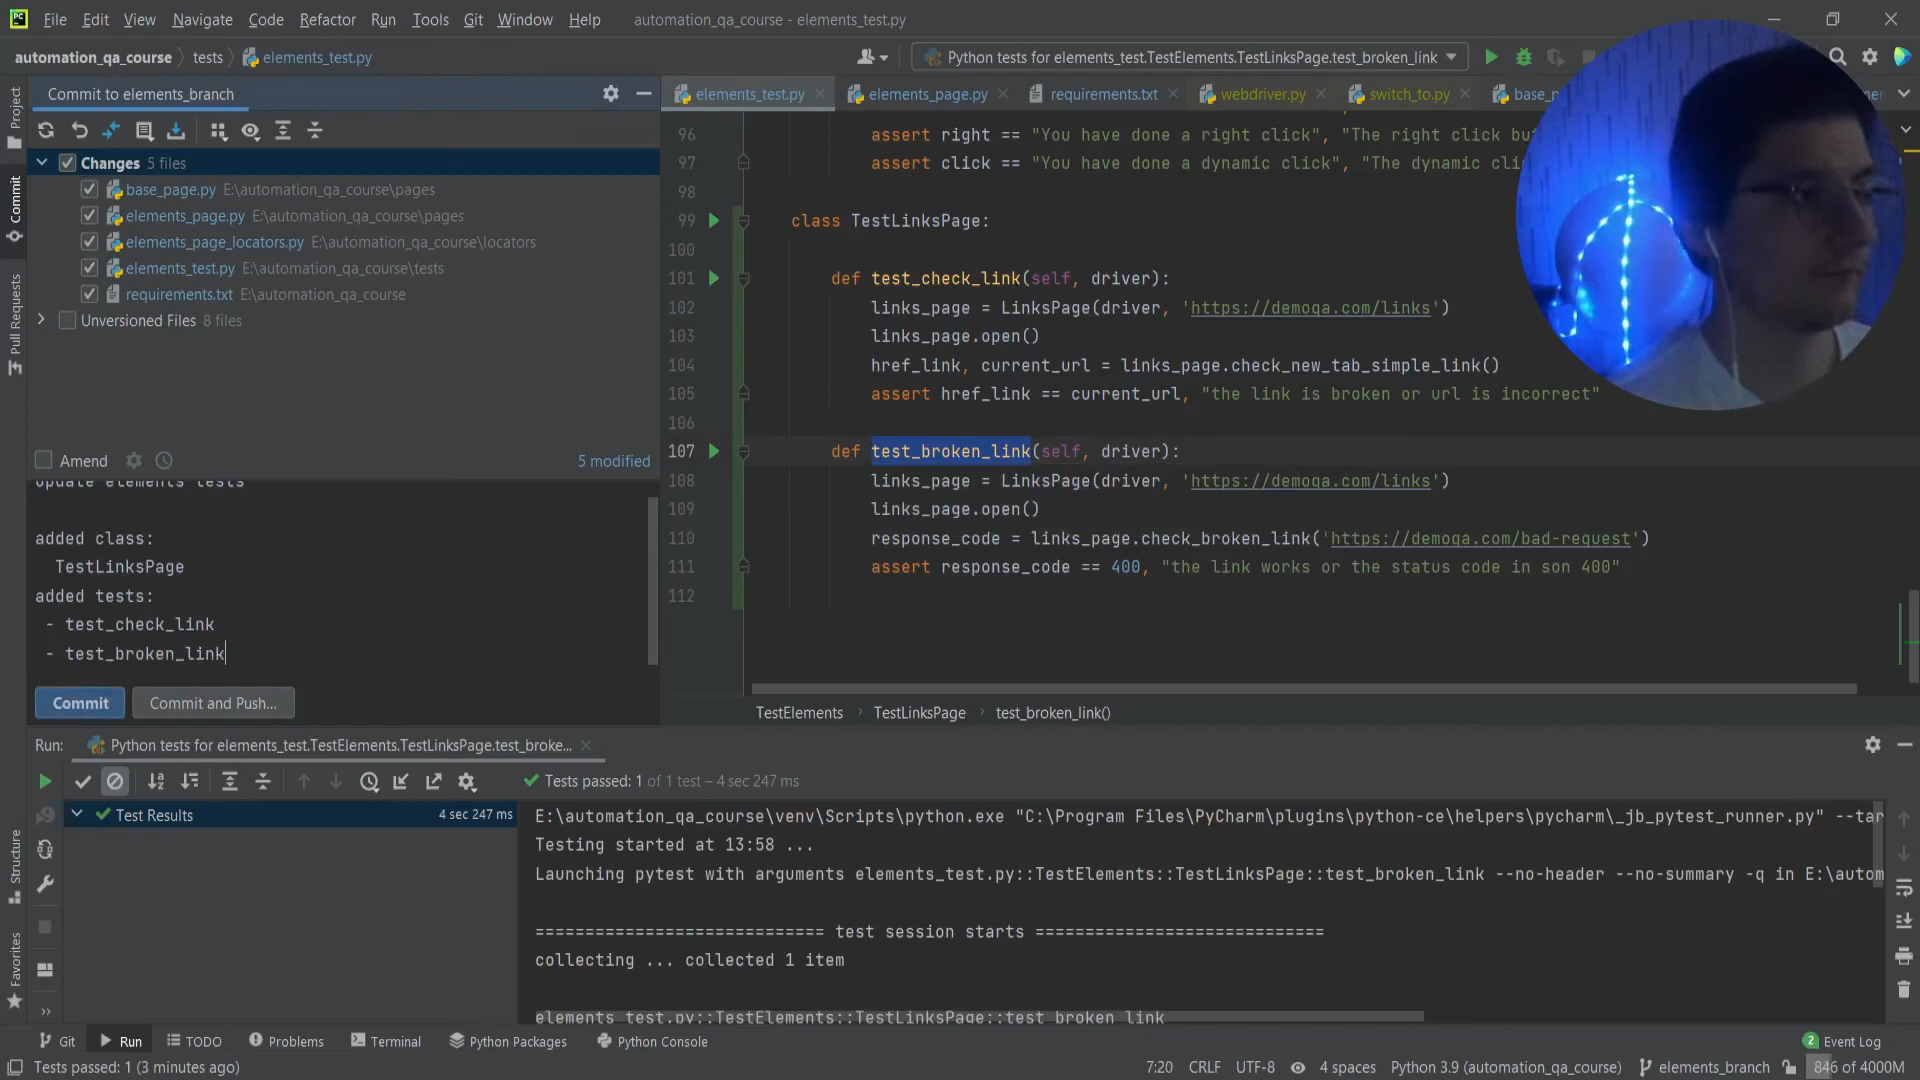 File Edit View Navigate Code Refactor Run Tools Git Window Help automation_qa_course - elements_test.py
automation_qa_course tests elements_test.py Python tests for elements_test.TestElements.TestLinksPage.test_broken_link
Commit to elements_branch
elements_test.py elements_page.py requirements.txt webdriver.py switch_to.py
Project
Commit
Pull Requests
Structure
Favorites
Changes 5 files
base_page.py E:\automation_qa_course\pages
elements_page.py E:\automation_qa_course\pages
elements_page_locators.py E:\automation_qa_course\locators
elements_test.py E:\automation_qa_course\tests
requirements.txt E:\automation_qa_course
Unversioned Files 8 files
Amend 5 modified
Update elements tests
added class:
TestLinksPage
added tests:
- test_check_link
- test_broken_link
Commit Commit and Push...
96 assert right == "You have done a right click", "The right click
97 assert click == "You have done a dynamic click", "The dynamic
98
99 class TestLinksPage:
100
101 def test_check_link(self, driver):
102 links_page = LinksPage(driver, 'https://demoqa.com/links')
103 links_page.open()
104 href_link, current_url = links_page.check_new_tab_simple_link()
105 assert href_link == current_url, "the link is broken or url is incorrect"
106
107 def test_broken_link(self, driver):
108 links_page = LinksPage(driver, 'https://demoqa.com/links')
109 links_page.open()
110 response_code = links_page.check_broken_link('https://demoqa.com/bad-request')
111 assert response_code == 400, "the link works or the status code in son 400"
112
TestElements TestLinksPage test_broken_link()
Run: Python tests for elements_test.TestElements.TestLinksPage.test_broke...
Tests passed: 1 of 1 test – 4 sec 247 ms
Test Results 4 sec 247 ms
E:\automation_qa_course\venv\Scripts\python.exe "C:\Program Files\PyCharm\plugins\python-ce\helpers\pycharm\_jb_pytest_runner.py" --tar
Testing started at 13:58 ...
Launching pytest with arguments elements_test.py::TestElements::TestLinksPage::test_broken_link --no-header --no-summary -q in E:\autom
============================= test session starts =============================
collecting ... collected 1 item
elements_test.py::TestElements::TestLinksPage::test_broken_link
Git Run TODO Problems Terminal Python Packages Python Console 2 Event Log
Tests passed: 1 (3 minutes ago) 7:20 CRLF UTF-8 4 spaces Python 3.9 (automation_qa_course) elements_branch 846 of 4000M